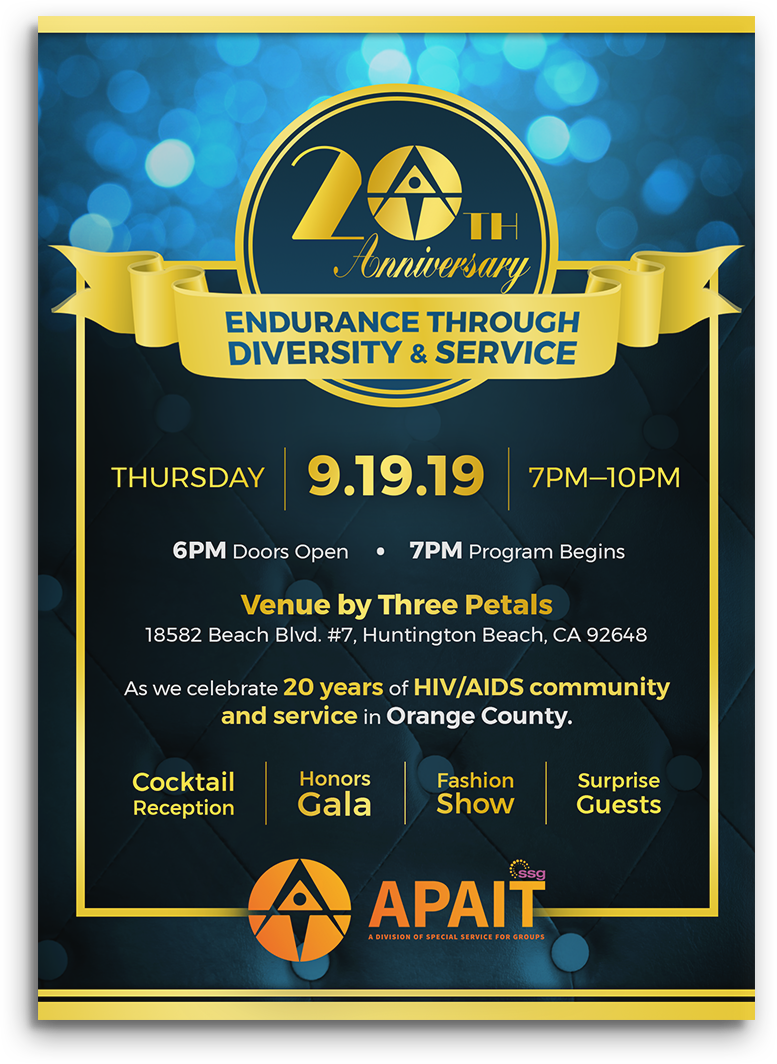 20TH
Anniversary
ENDURANCE THROUGH
DIVERSITY & SERVICE
THURSDAY 9.19.19 7PM—10PM
6PM Doors Open • 7PM Program Begins
Venue by Three Petals
18582 Beach Blvd. #7, Huntington Beach, CA 92648
As we celebrate 20 years of HIV/AIDS community
and service in Orange County.
Cocktail
Reception
Honors
Gala
Fashion
Show
Surprise
Guests
ssg
APAIT
A DIVISION OF SPECIAL SERVICE FOR GROUPS